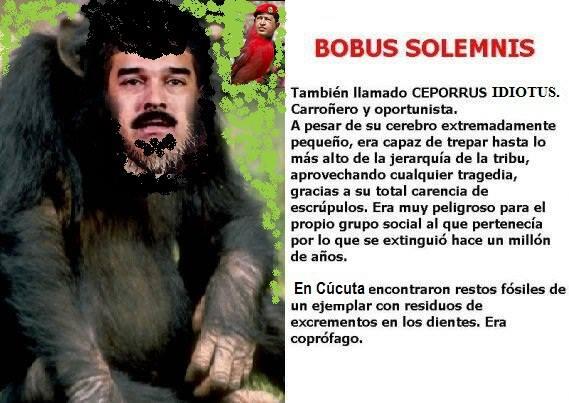 BOBUS SOLEMNIS
También llamado CEPORRUS IDIOTUS.
Carroñero y oportunista.
A pesar de su cerebro extremadamente
pequeño, era capaz de trepar hasta lo
más alto de la jerarquía de la tribu,
aprovechando cualquier tragedia,
gracias a su total carencia de
escrúpulos. Era muy peligroso para el
propio grupo social al que pertenecía
por lo que se extinguió hace un millón
de años.
En Cúcuta encontraron restos fósiles de
un ejemplar con residuos de
excrementos en los dientes. Era
coprófago.